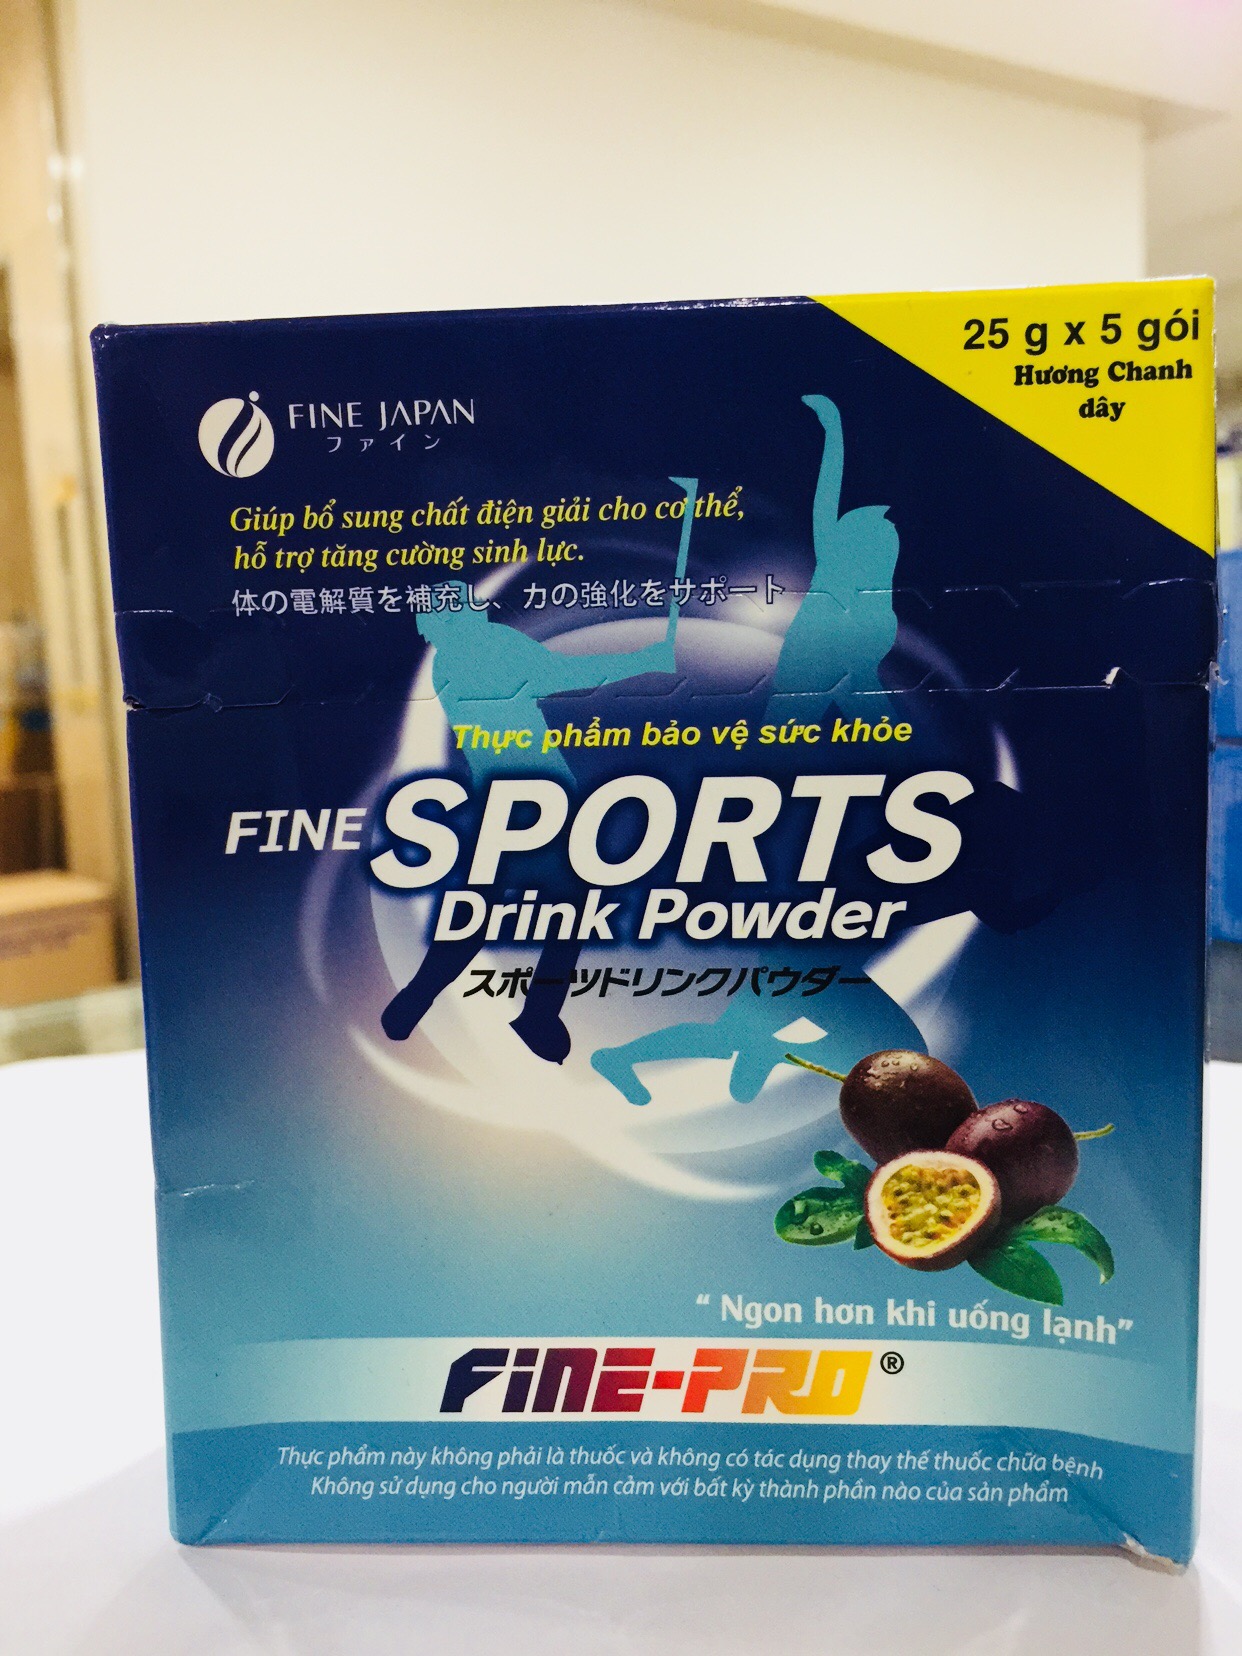 25 g x 5 gói
Hương Chanh
dây
FINE JAPAN
ファイン
Giúp bổ sung chất điện giải cho cơ thể,
hỗ trợ tăng cường sinh lực.
体の電解質を補充し、力の強化をサポート
Thực phẩm bảo vệ sức khỏe
FINE SPORTS
Drink Powder
スポーツドリンクパウダー
“ Ngon hơn khi uống lạnh”
FINE-PRO®
Thực phẩm này không phải là thuốc và không có tác dụng thay thế thuốc chữa bệnh
Không sử dụng cho người mẫn cảm với bất kỳ thành phần nào của sản phẩm